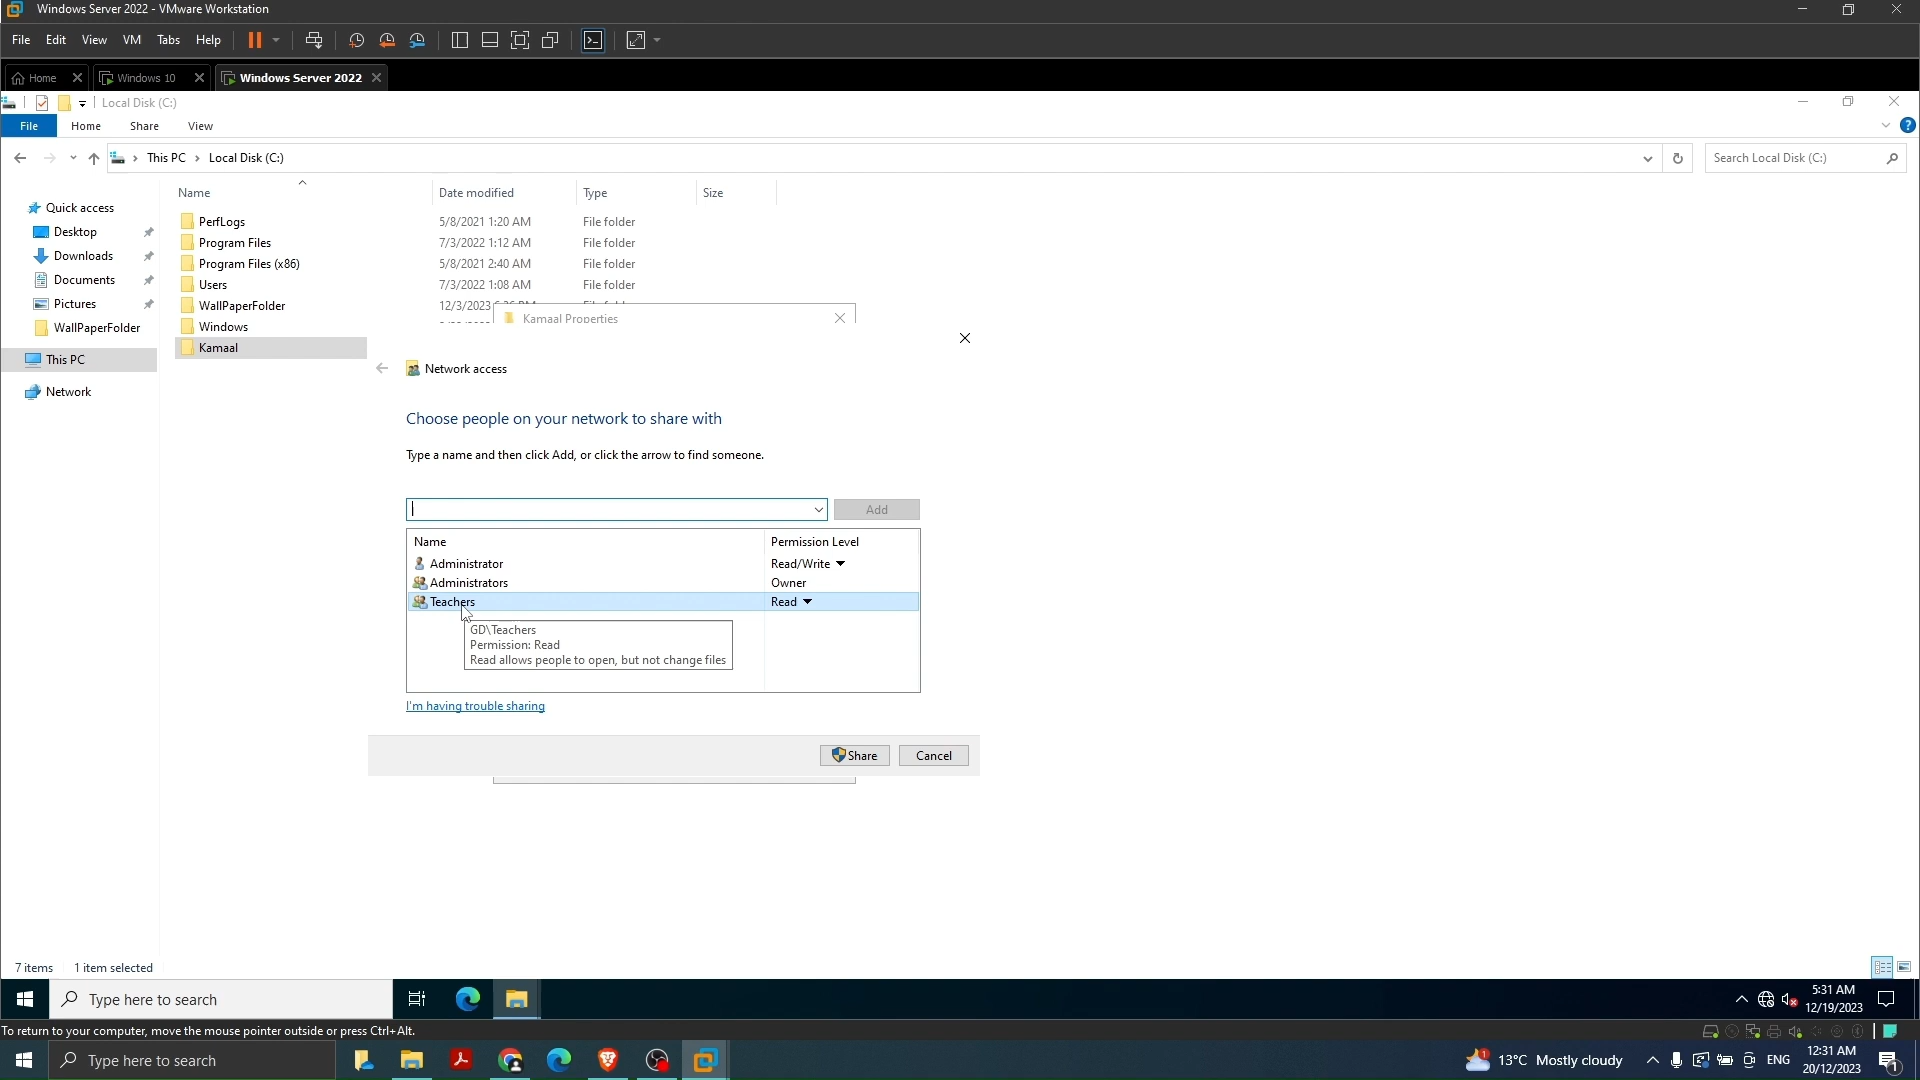 Windows Server 2022 - VMware Workstation
File Edit View VM Tabs Help
Home Windows 10 Windows Server 2022
Local Disk (C:)
File Home Share View
This PC Local Disk (C:)
Search Local Disk (C:)
Name Date modified Type Size
Quick access
Desktop
Downloads
Documents
Pictures
WallPaperFolder
This PC
Network
PerfLogs 5/8/2021 1:20 AM File folder
Program Files 7/3/2022 1:12 AM File folder
Program Files (x86) 5/8/2021 2:40 AM File folder
Users 7/3/2022 1:08 AM File folder
WallPaperFolder 12/3/2023
Windows
Kamaal
Kamaal Properties
Network access
Choose people on your network to share with
Type a name and then click Add, or click the arrow to find someone.
Add
Name Permission Level
Administrator Read/Write
Administrators Owner
Teachers Read
GD\Teachers
Permission: Read
Read allows people to open, but not change files
I'm having trouble sharing
Share Cancel
7 items 1 item selected
Type here to search
5:31 AM
12/19/2023
To return to your computer, move the mouse pointer outside or press Ctrl+Alt.
Type here to search
13°C Mostly cloudy
ENG
12:31 AM
20/12/2023
1